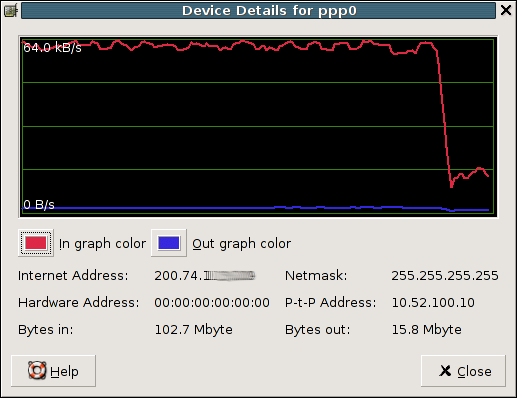 Device Details for ppp0
64.0 kB/s
0 B/s
In graph color Out graph color
Internet Address: 200.74. Netmask: 255.255.255.255
Hardware Address: 00:00:00:00:00:00 P-t-P Address: 10.52.100.10
Bytes in: 102.7 Mbyte Bytes out: 15.8 Mbyte
Help Close